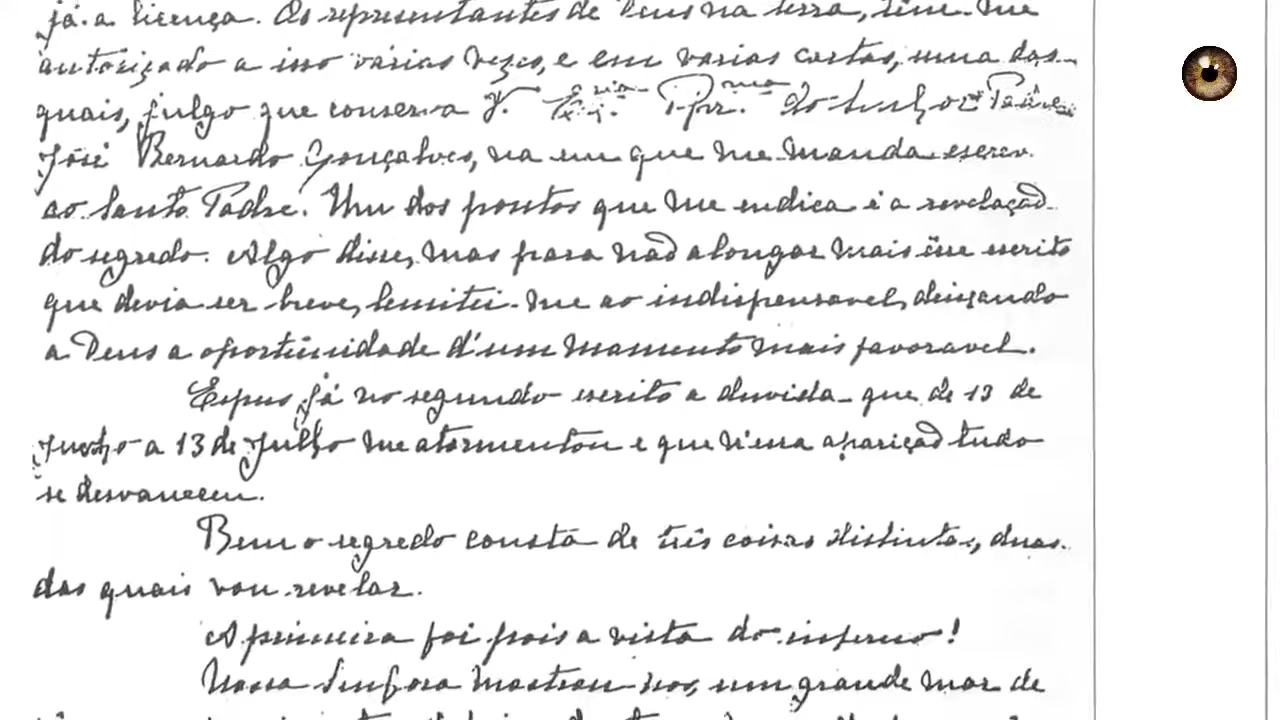 já a licença. Os representantes de Deus na terra, têm-me
autorizado a isso várias vezes, e em varias cartas, uma das
quais, julgo que conserva V. Ex.cia Rev.ma do Senhor Padre
José Bernardo Gonçalves, na em que me manda escrev.
ao Santo Padre. Um dos pontos que me indica é a revelação
do segredo. Algo disse, mas para não alongar mais êsse escrito
que devia ser breve, lemitei-me ao indispensavel, deixando
a Deus a oportunidade d'um momento mais favoravel.
Espus já no segundo escrito a duvida que de 13 de
Junho a 13 de Julho me atormentou e que n'essa aparição tudo
se desvaneceu.
Bem o segredo consta de três coisas distintas, duas
das quais vou revelar.
A primeira foi pois a vista do inferno!
Nossa Senhora mostrou-nos, um grande mar de